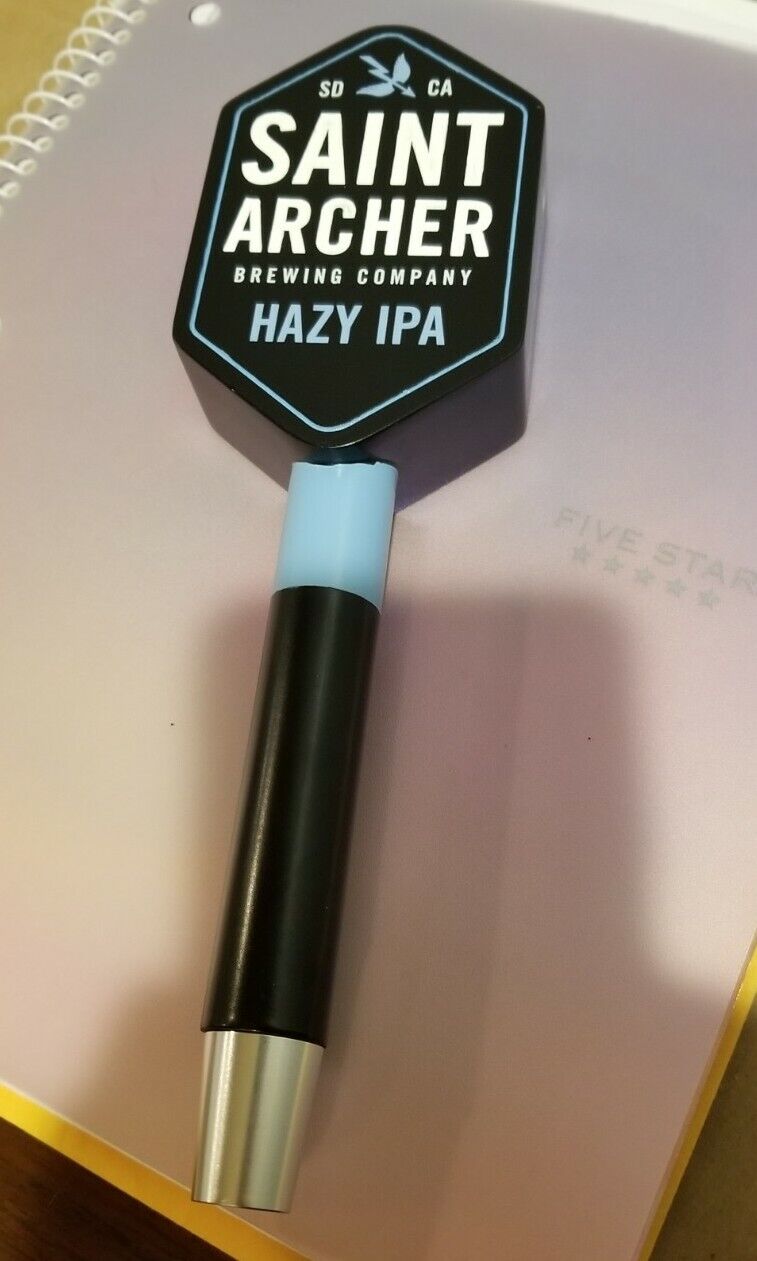 SD CA
SAINT
ARCHER
BREWING COMPANY
HAZY IPA
FIVE STAR